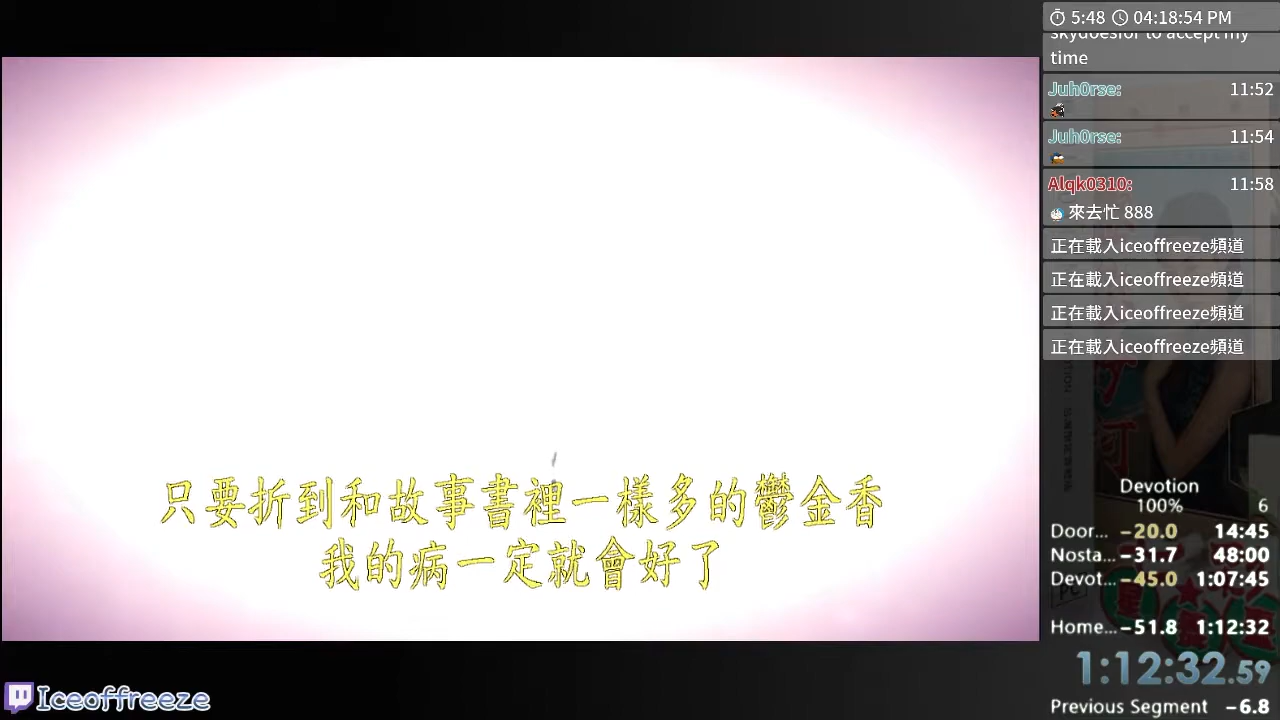 5:48 04:18:54 PM
skydoesfor to accept my
time
Juh0rse: 11:52
Juh0rse: 11:54
Alqk0310: 11:58
來去忙 888
正在載入iceoffreeze頻道
正在載入iceoffreeze頻道
正在載入iceoffreeze頻道
正在載入iceoffreeze頻道
只要折到和故事書裡一樣多的鬱金香
我的病一定就會好了
Devotion
100% 6
Door... −20.0 14:45
Nosta... −31.7 48:00
Devot... −45.0 1:07:45
Home... −51.8 1:12:32
1:12:32.59
Previous Segment −6.8
Iceoffreeze